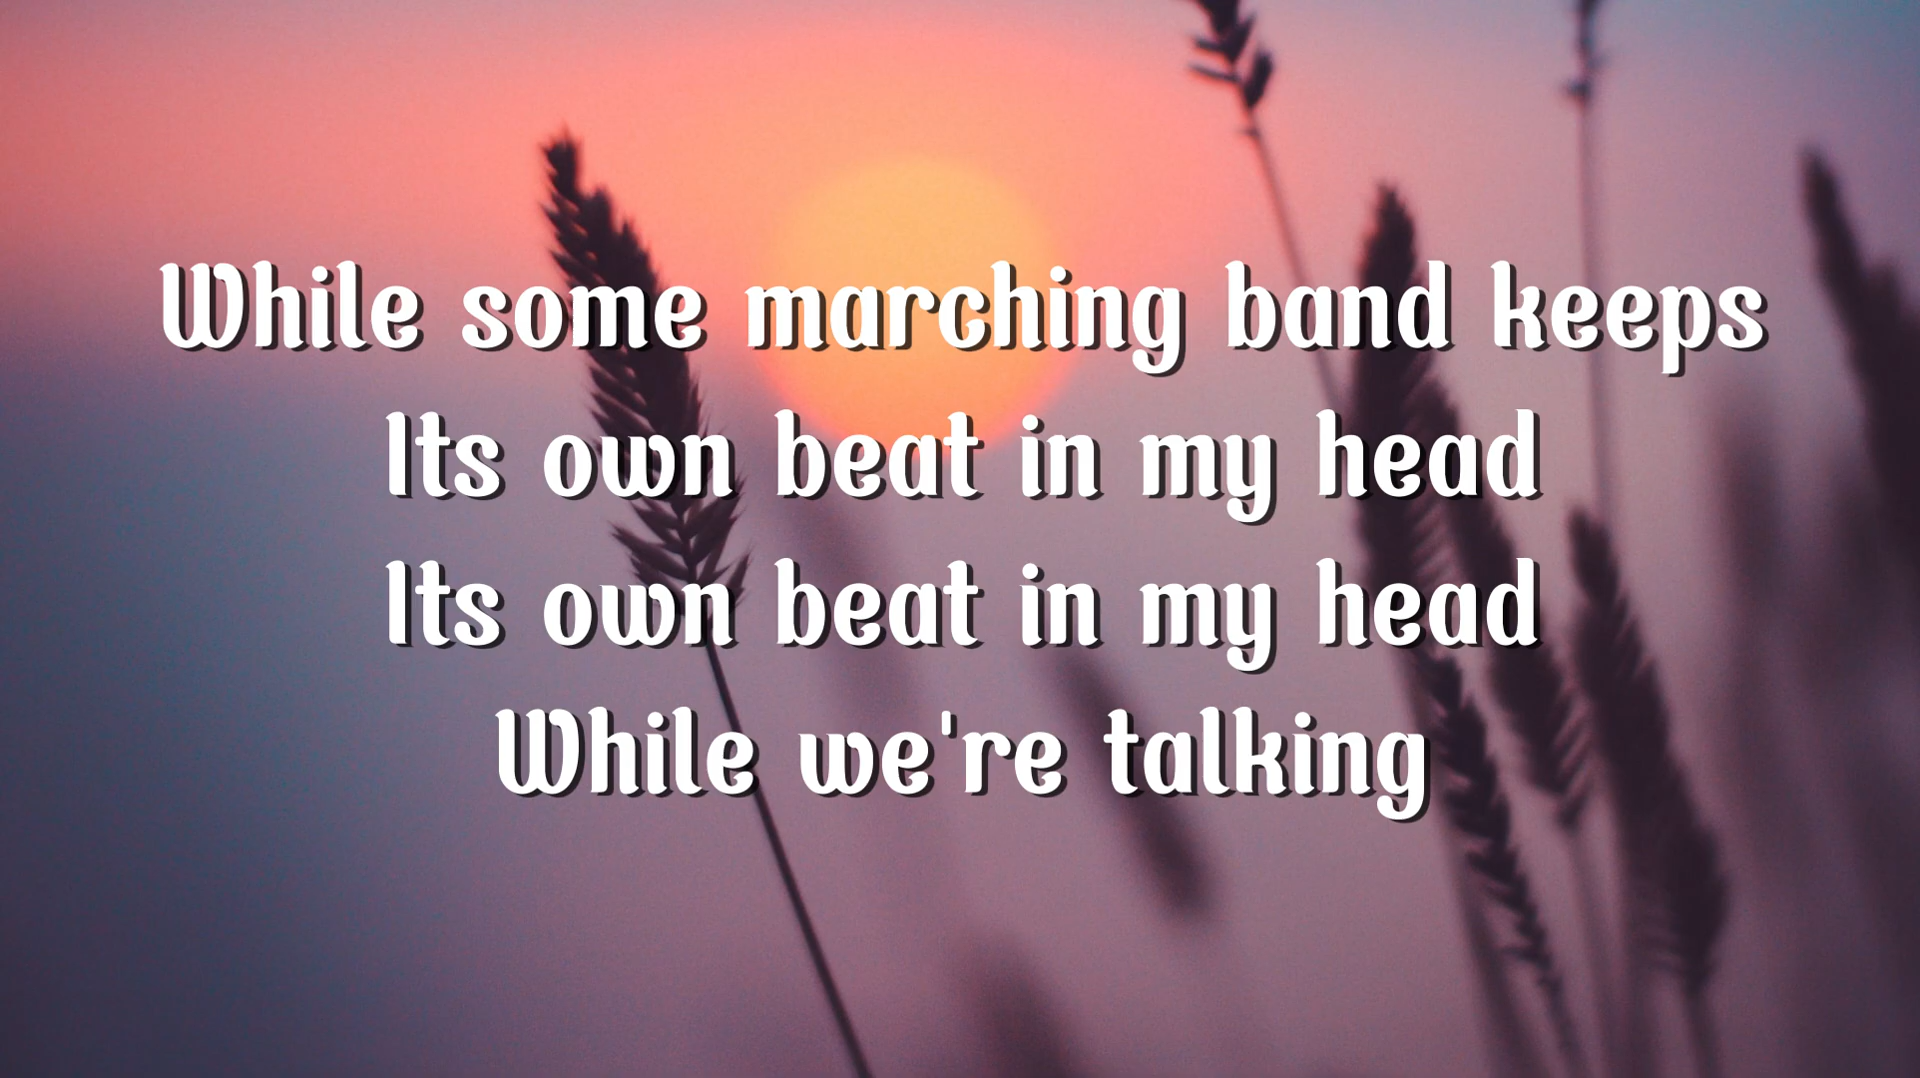 While some marching band keeps
Its own beat in my head
Its own beat in my head
While we're talking